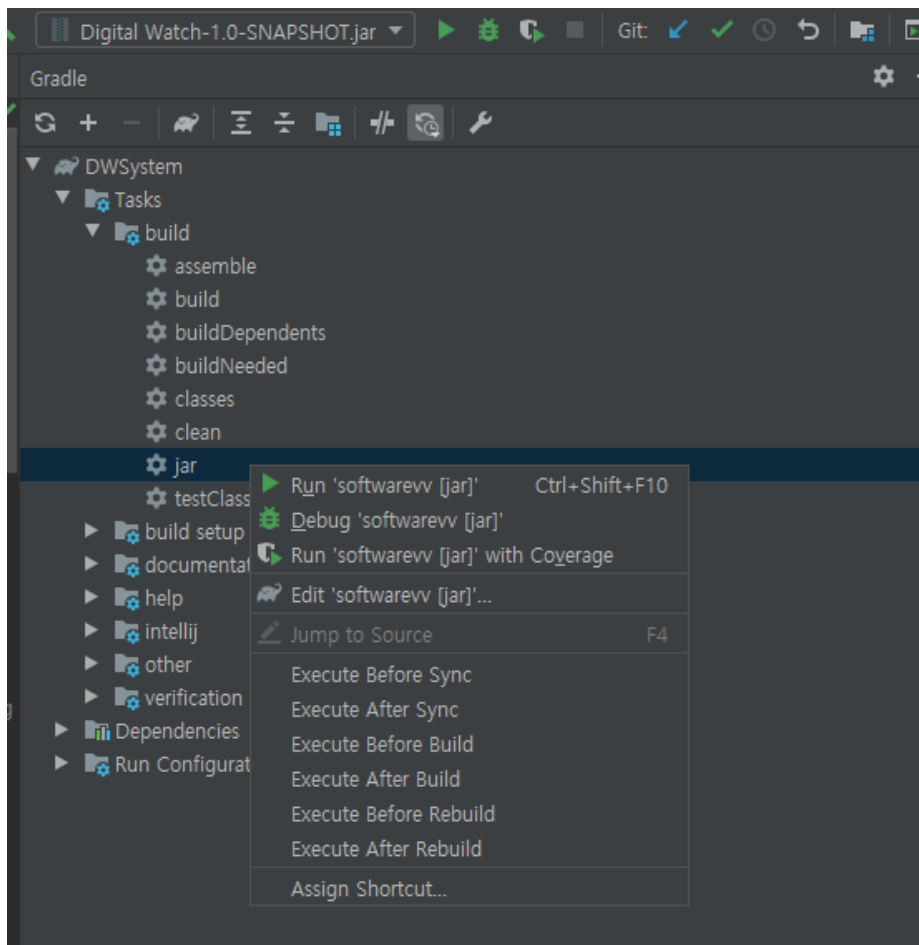 Digital Watch-1.0-SNAPSHOT.jar Git:
Gradle
DWSystem
Tasks
build
assemble
build
buildDependents
buildNeeded
classes
clean
jar
testClass
build setup
documentat
help
intellij
other
verification
Dependencies
Run Configurat
Run 'softwarevv [jar]' Ctrl+Shift+F10
Debug 'softwarevv [jar]'
Run 'softwarevv [jar]' with Coverage
Edit 'softwarevv [jar]'...
Jump to Source F4
Execute Before Sync
Execute After Sync
Execute Before Build
Execute After Build
Execute Before Rebuild
Execute After Rebuild
Assign Shortcut...